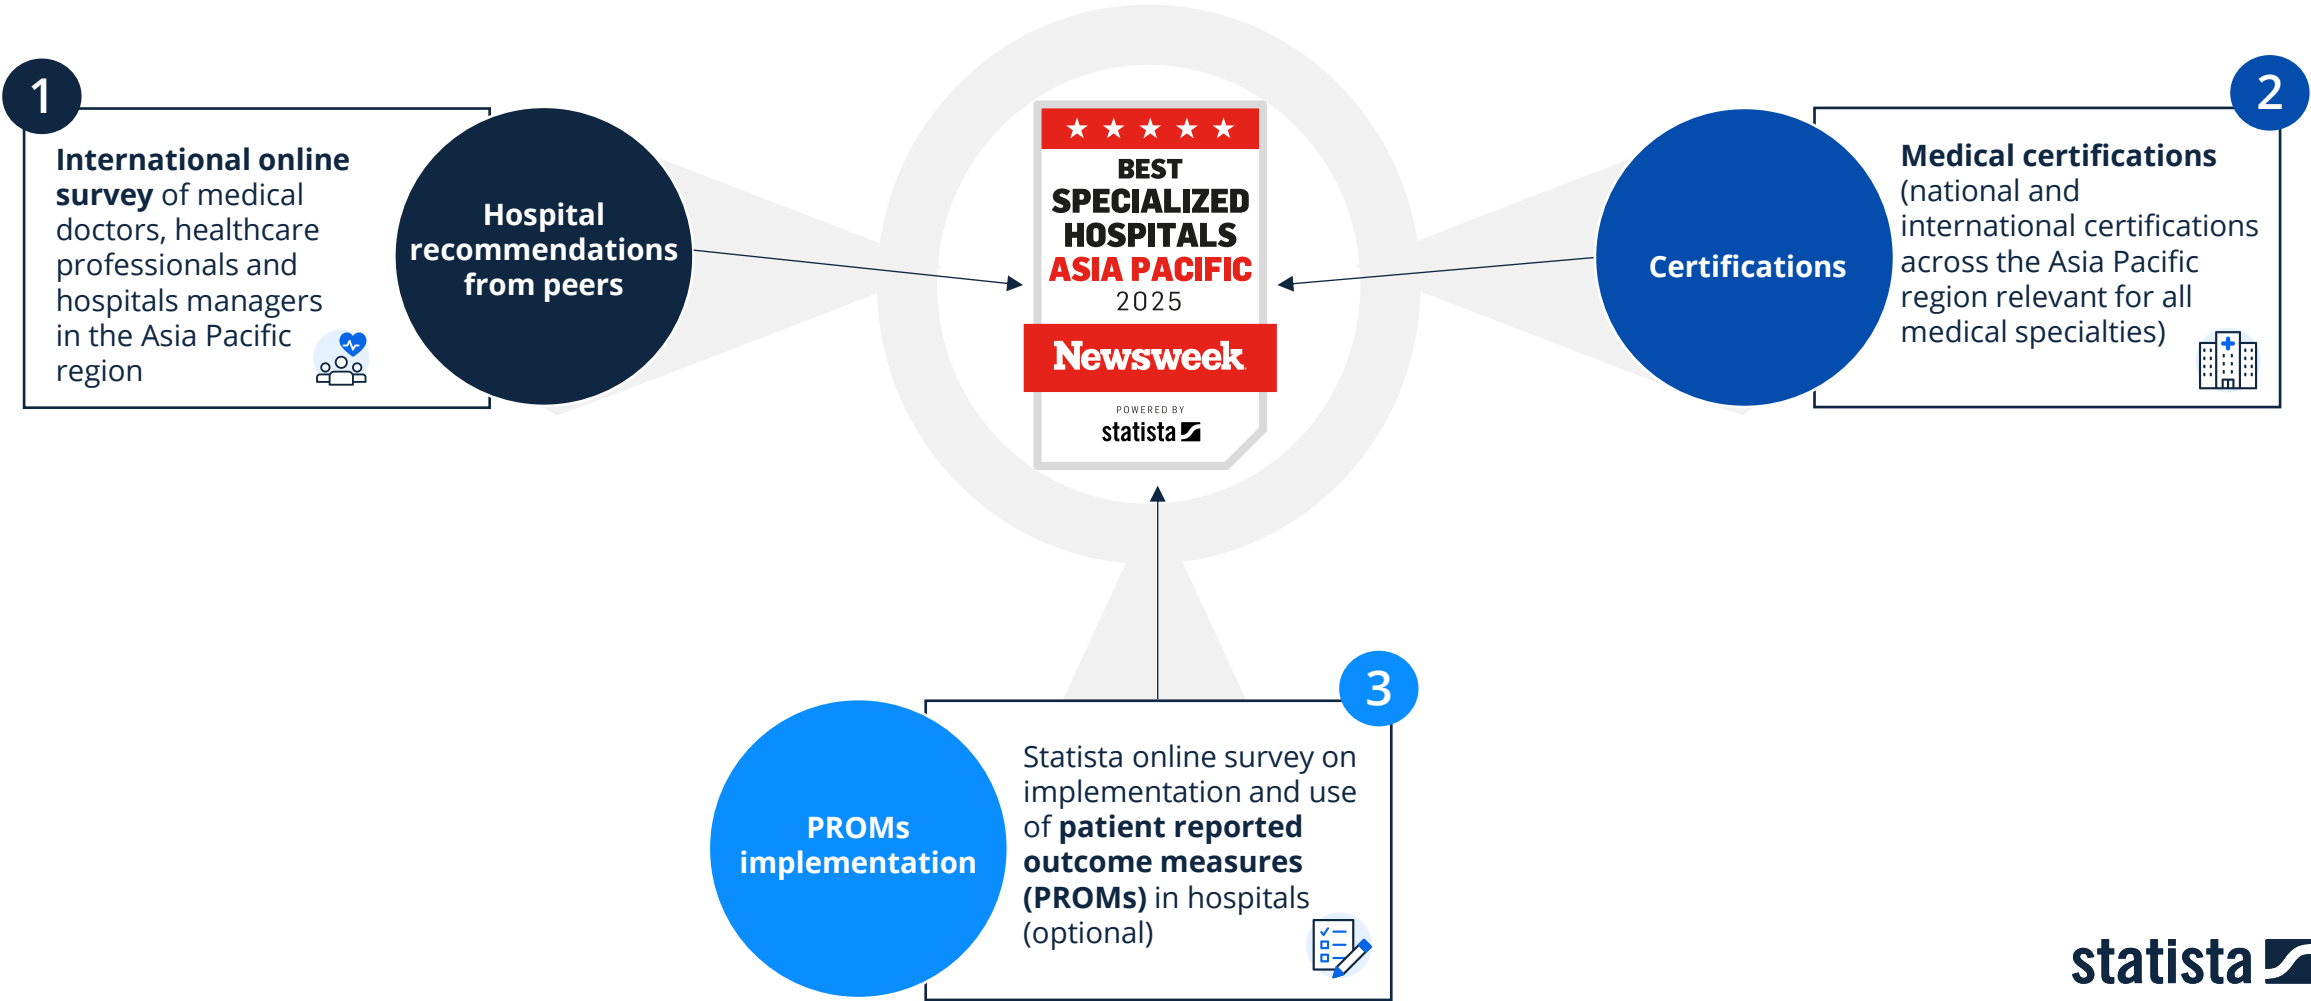 1
International online
survey of medical
doctors, healthcare
professionals and
hospitals managers
in the Asia Pacific
region
Hospital
recommendations
from peers
BEST
SPECIALIZED
HOSPITALS
ASIA PACIFIC
2025
Newsweek
POWERED BY
statista
Certifications
2
Medical certifications
(national and
international certifications
across the Asia Pacific
region relevant for all
medical specialties)
PROMs
implementation
3
Statista online survey on
implementation and use
of patient reported
outcome measures
(PROMs) in hospitals
(optional)
statista